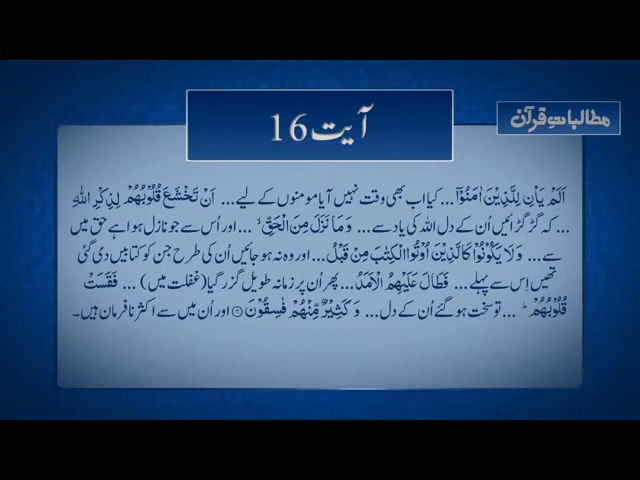 آیت 16
مطالباتِ قرآن
اَلَمْ یَاْنِ لِلَّذِیْنَ اٰمَنُوْۤا... کیا اب بھی وقت نہیں آیا مومنوں کے لیے... اَنْ تَخْشَعَ قُلُوْبُهُمْ لِذِكْرِ اللّٰهِ
... کہ گڑگڑائیں اُن کے دل اللہ کی یاد سے... وَ مَا نَزَلَ مِنَ الْحَقِّ ۙ... اور اُس سے جو نازل ہوا ہے حق میں
سے... وَ لَا یَكُوْنُوْا كَالَّذِیْنَ اُوْتُوا الْكِتٰبَ مِنْ قَبْلُ... اور وہ نہ ہو جائیں اُن کی طرح جن کو کتابیں دی گئی
تھیں اِس سے پہلے... فَطَالَ عَلَیْهِمُ الْاَمَدُ... پھر اُن پر زمانہ طویل گزر گیا (غفلت میں)... فَقَسَتْ
قُلُوْبُهُمْ ؕ... تو سخت ہو گئے اُن کے دل... وَ كَثِیْرٌ مِّنْهُمْ فٰسِقُوْنَ۝ اور اُن میں سے اکثر نافرمان ہیں۔